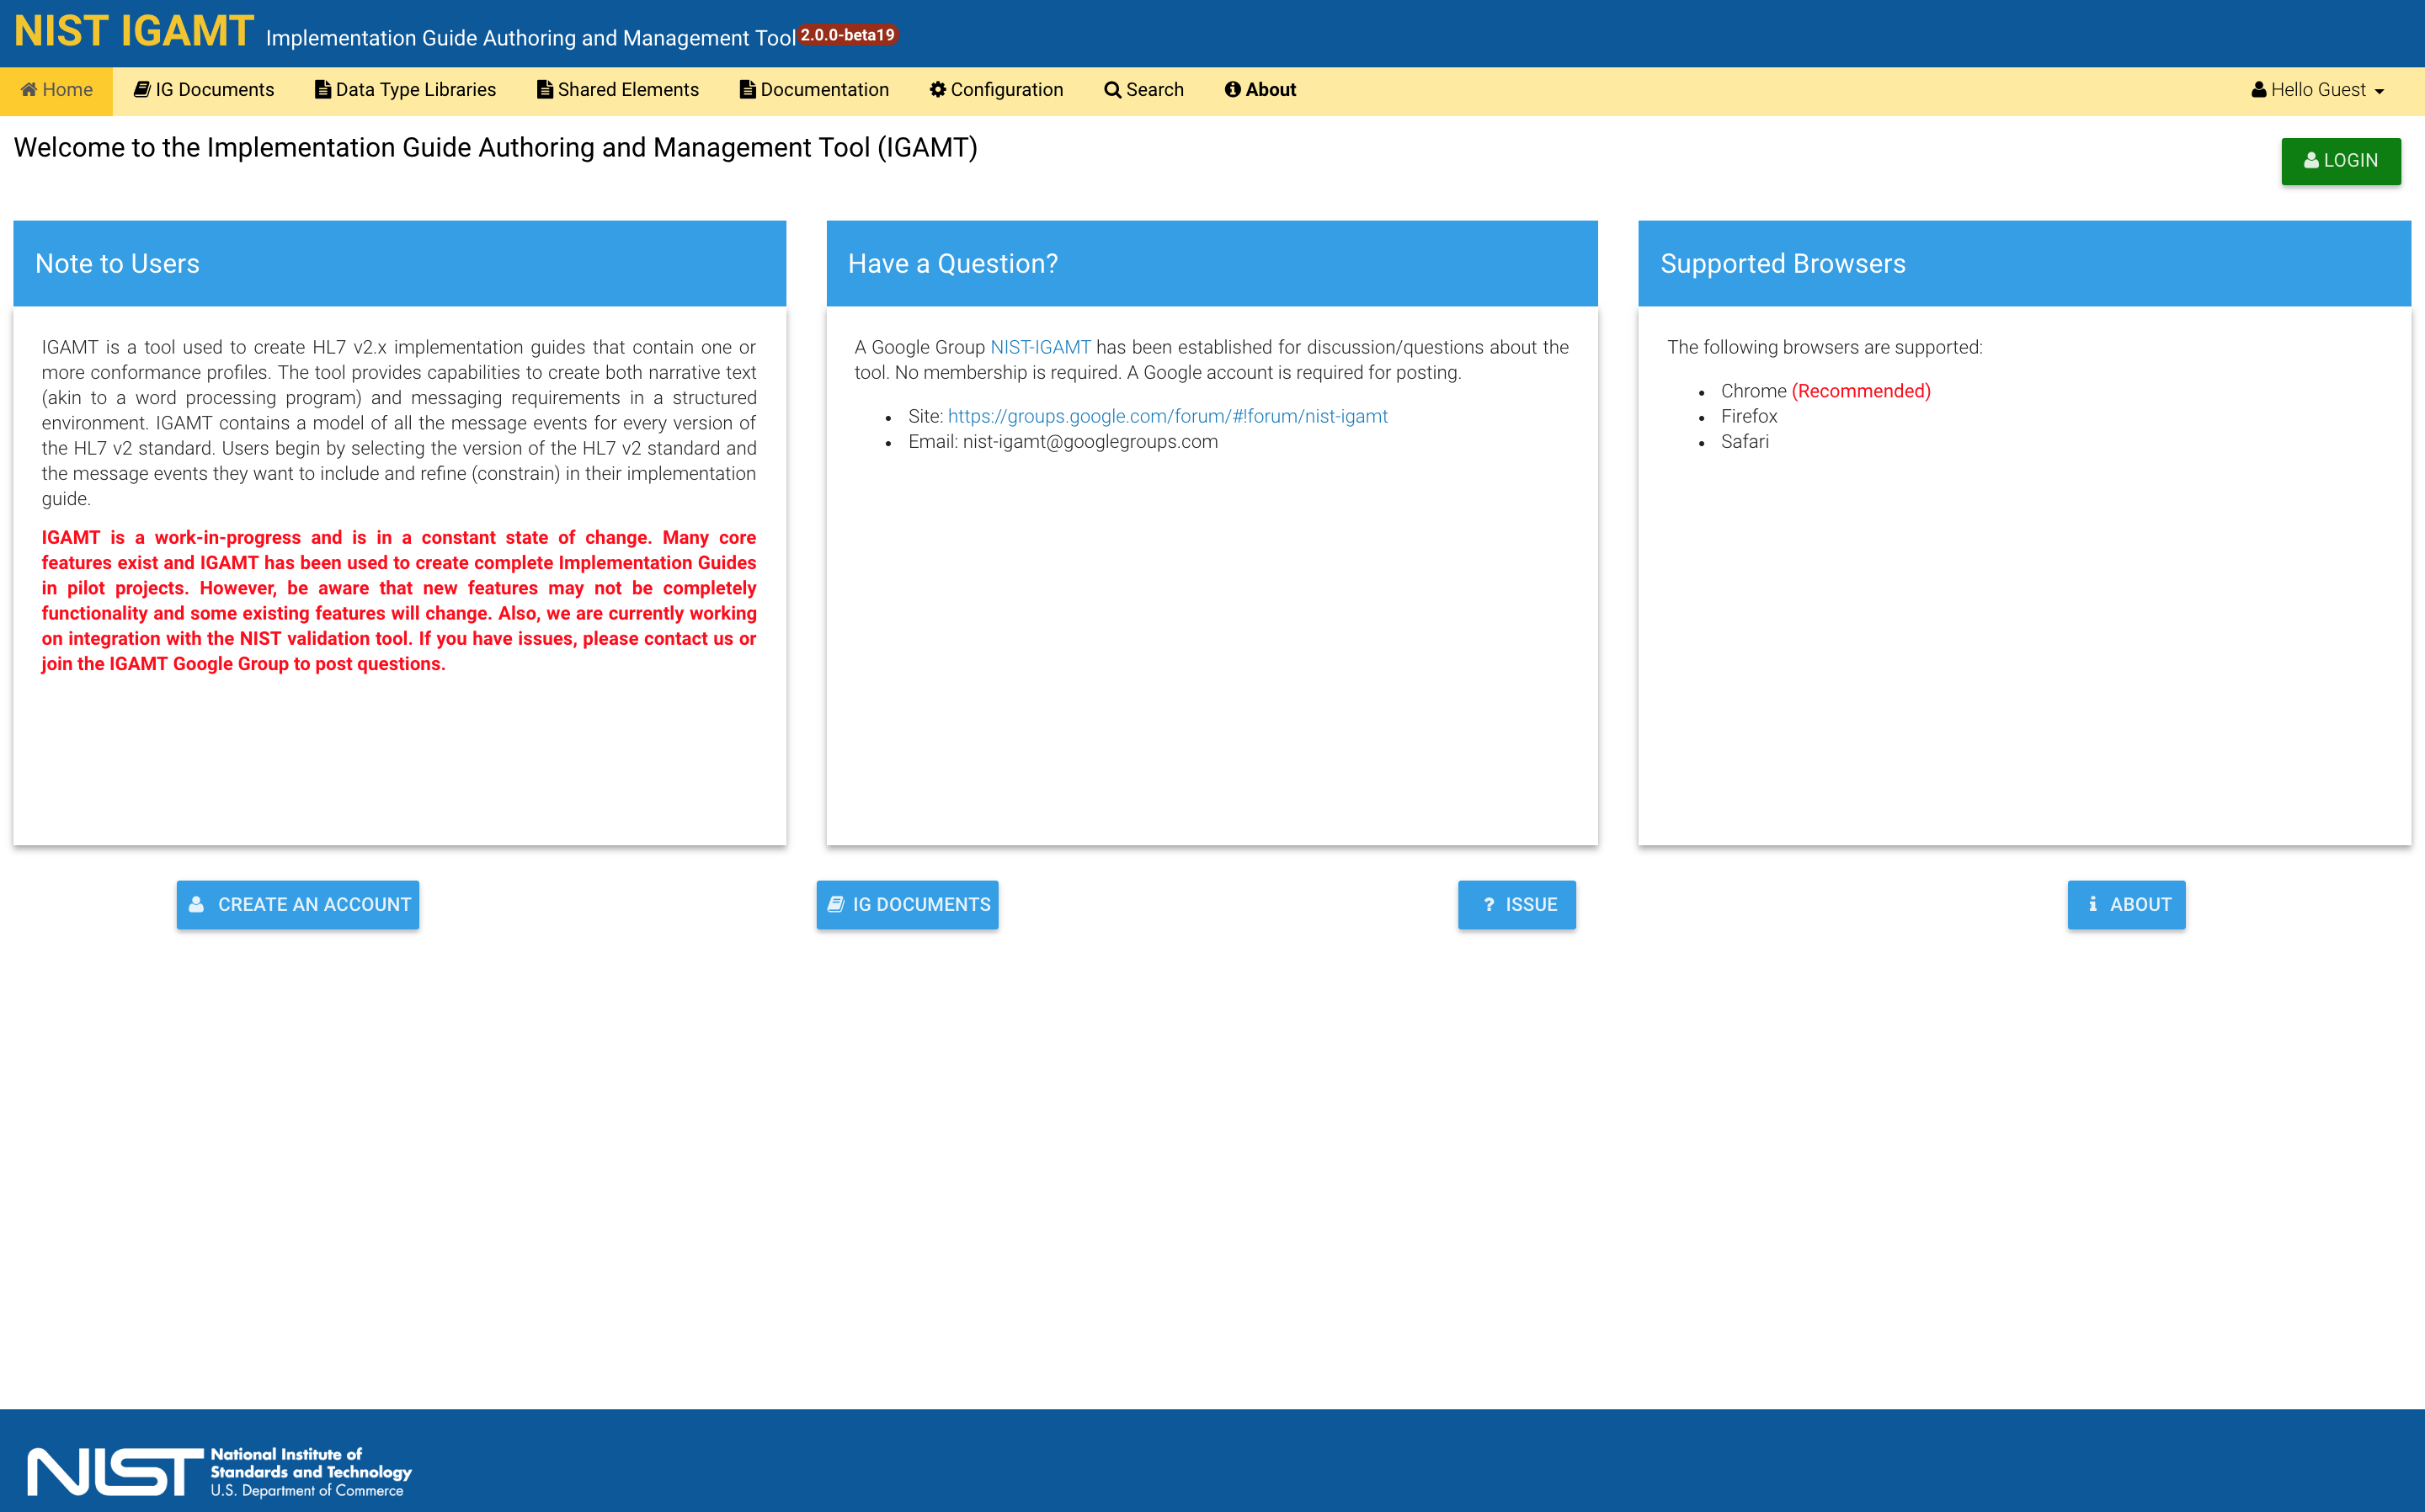 NIST IGAMT Implementation Guide Authoring and Management Tool 2.0.0-beta19
Home IG Documents Data Type Libraries Shared Elements Documentation Configuration Search About Hello Guest
Welcome to the Implementation Guide Authoring and Management Tool (IGAMT)
LOGIN
Note to Users
IGAMT is a tool used to create HL7 v2.x implementation guides that contain one or
more conformance profiles. The tool provides capabilities to create both narrative text
(akin to a word processing program) and messaging requirements in a structured
environment. IGAMT contains a model of all the message events for every version of
the HL7 v2 standard. Users begin by selecting the version of the HL7 v2 standard and
the message events they want to include and refine (constrain) in their implementation
guide.
IGAMT is a work-in-progress and is in a constant state of change. Many core
features exist and IGAMT has been used to create complete Implementation Guides
in pilot projects. However, be aware that new features may not be completely
functionality and some existing features will change. Also, we are currently working
on integration with the NIST validation tool. If you have issues, please contact us or
join the IGAMT Google Group to post questions.
Have a Question?
A Google Group NIST-IGAMT has been established for discussion/questions about the
tool. No membership is required. A Google account is required for posting.
• Site: https://groups.google.com/forum/#!forum/nist-igamt
• Email: nist-igamt@googlegroups.com
Supported Browsers
The following browsers are supported:
• Chrome (Recommended)
• Firefox
• Safari
CREATE AN ACCOUNT
IG DOCUMENTS
? ISSUE
ABOUT
NIST
National Institute of
Standards and Technology
U.S. Department of Commerce